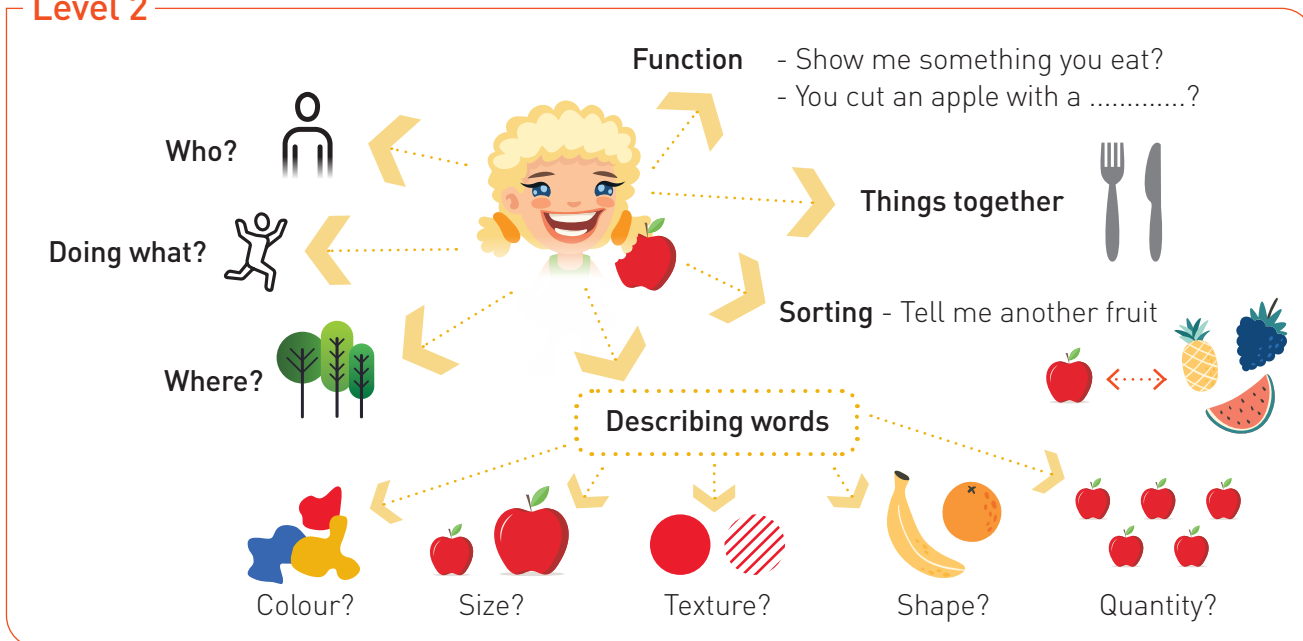 Level 2
Function - Show me something you eat?
- You cut an apple with a .............?
Who?
Things together
Doing what?
Sorting - Tell me another fruit
Where?
Describing words
Colour?
Size?
Texture?
Shape?
Quantity?